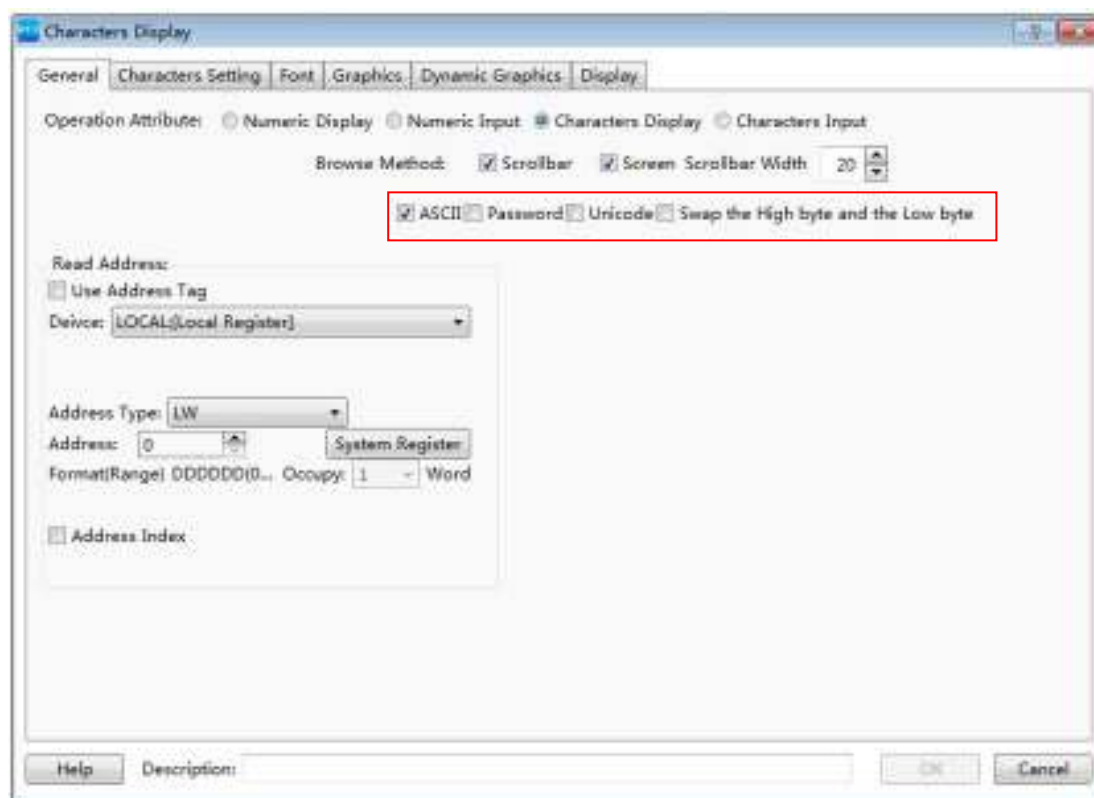 Characters Display
General Characters Setting Font Graphics Dynamic Graphics Display
Operation Attribute: Numeric Display Numeric Input Characters Display Characters Input
Browse Method: Scrollbar Screen Scrollbar Width 20
ASCII Password Unicode Swap the High byte and the Low byte
Read Address:
Use Address Tag
Deivce: LOCAL:[Local Register]
Address Type: LW
Address: 0 System Register
Format(Range) DDDDDD(0... Occupy: 1 Word
Address Index
Help Description: OK Cancel